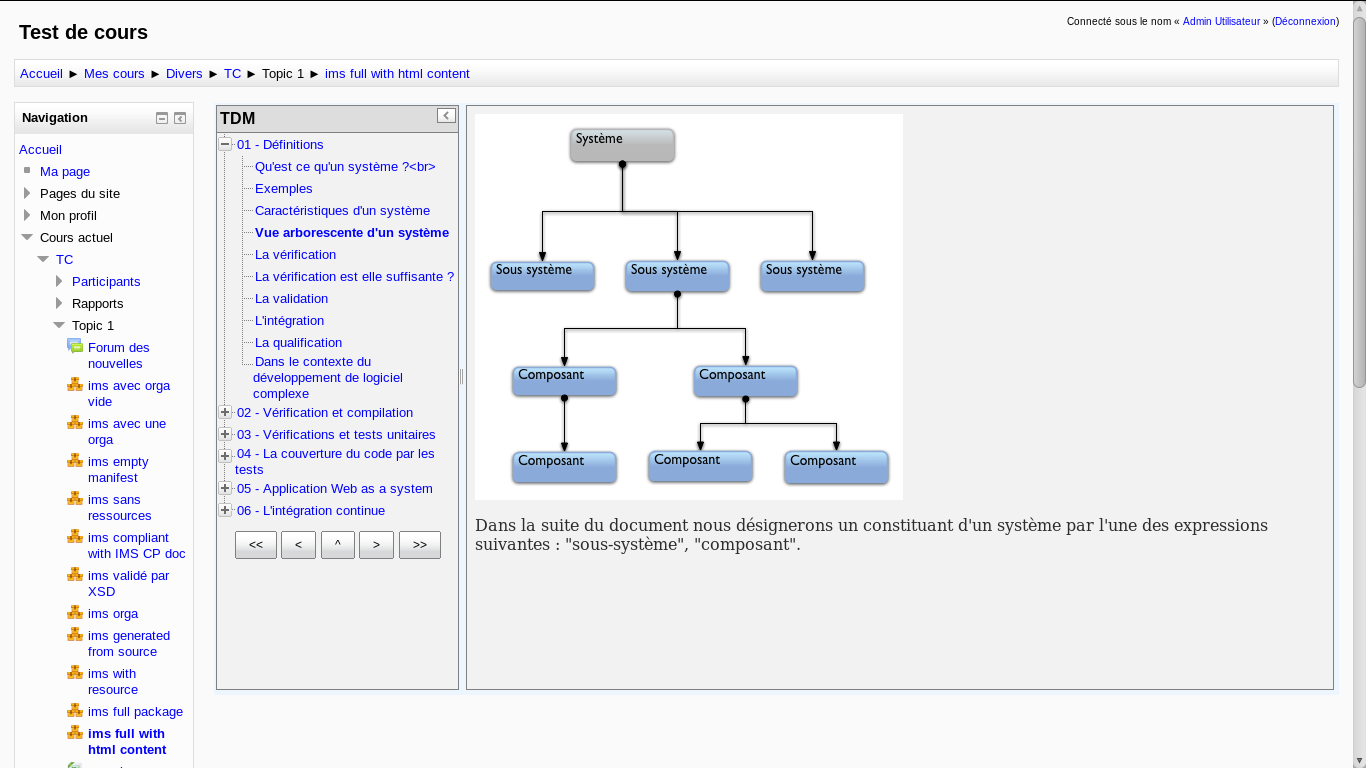 Test de cours
Connecté sous le nom « Admin Utilisateur » (Déconnexion)
Accueil ► Mes cours ► Divers ► TC ► Topic 1 ► ims full with html content
Navigation
Accueil
Ma page
Pages du site
Mon profil
Cours actuel
TC
Participants
Rapports
Topic 1
Forum des
nouvelles
ims avec orga
vide
ims avec une
orga
ims empty
manifest
ims sans
ressources
ims compliant
with IMS CP doc
ims validé par
XSD
ims orga
ims generated
from source
ims with
resource
ims full package
ims full with
html content
TDM
01 - Définitions
Qu'est ce qu'un système ?<br>
Exemples
Caractéristiques d'un système
Vue arborescente d'un système
La vérification
La vérification est elle suffisante ?
La validation
L'intégration
La qualification
Dans le contexte du
développement de logiciel
complexe
02 - Vérification et compilation
03 - Vérifications et tests unitaires
04 - La couverture du code par les
tests
05 - Application Web as a system
06 - L'intégration continue
<< < ^ > >>
Système
Sous système Sous système Sous système
Composant Composant
Composant Composant Composant
Dans la suite du document nous désignerons un constituant d'un système par l'une des expressions
suivantes : "sous-système", "composant".